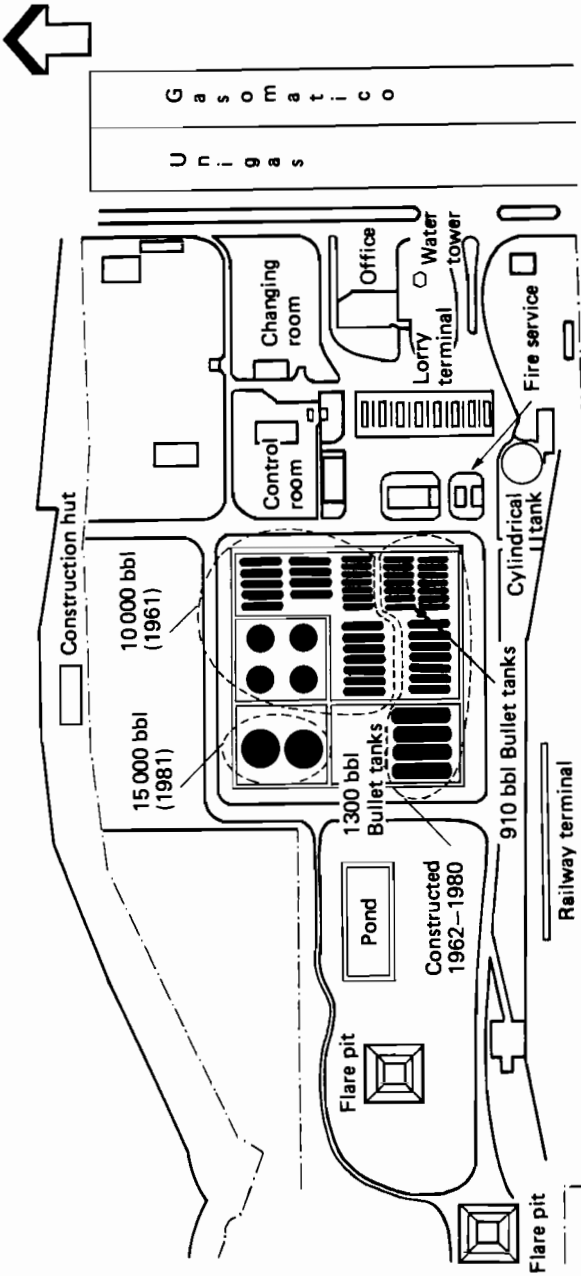 Gasomatico
Unigas
Construction hut
10 000 bbl
(1961)
15 000 bbl
(1981)
Changing
room
Control
room
Office
Water
tower
Lorry
terminal
Fire service
Cylindrical
tank
1300 bbl
Bullet tanks
910 bbl Bullet tanks
Constructed
1962–1980
Pond
Flare pit
Railway terminal
Flare pit